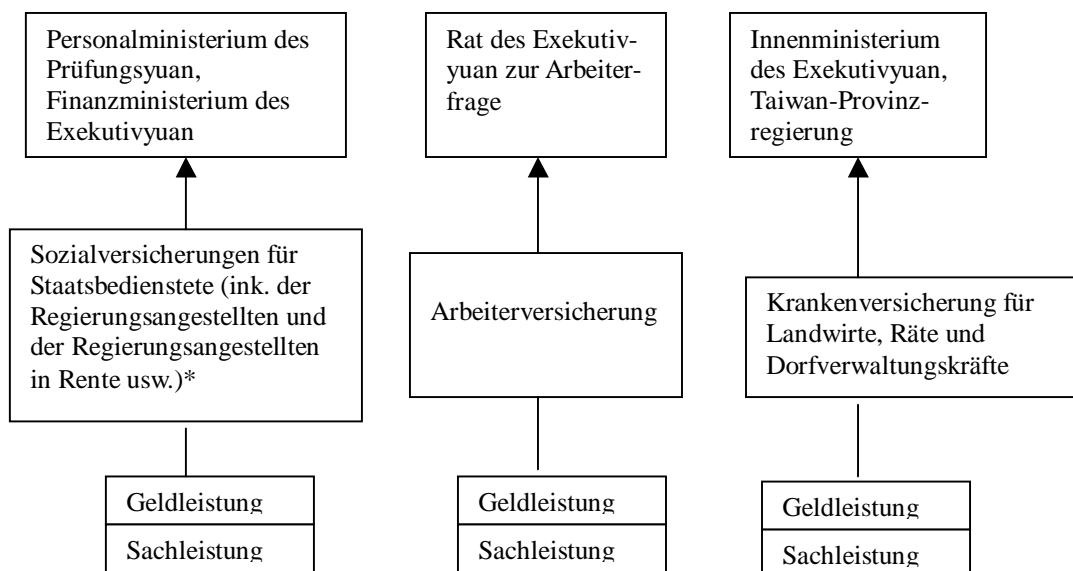 Personalministerium des
Prüfungsyuan,
Finanzministerium des
Exekutivyuan
Rat des Exekutiv-
yuan zur Arbeiter-
frage
Innenministerium
des Exekutivyuan,
Taiwan-Provinz-
regierung
Sozialversicherungen für
Staatsbedienstete (ink. der
Regierungsangestellten und
der Regierungsangestellten
in Rente usw.)*
Arbeiterversicherung
Krankenversicherung für
Landwirte, Räte und
Dorfverwaltungskräfte
Geldleistung
Sachleistung
Geldleistung
Sachleistung
Geldleistung
Sachleistung